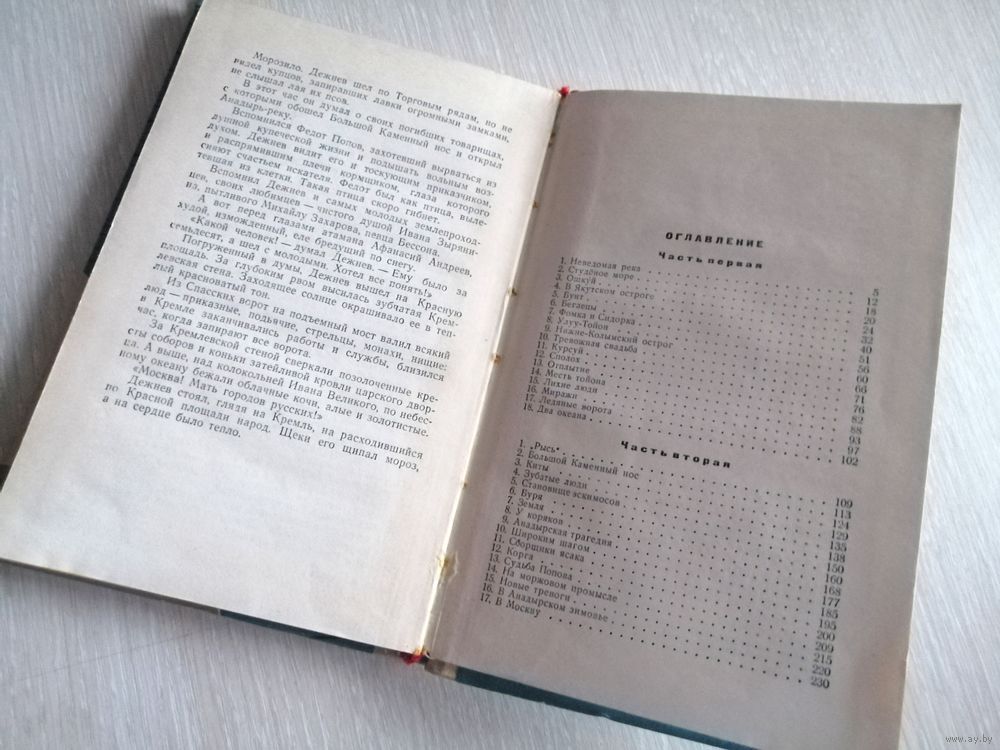 Морозило. Дежнев шел по Торговым рядам, но не
видел купцов, запиравших лавки огромными замками,
не слышал лая их псов.
В этот час он думал о своих погибших товарищах,
с которыми обошел Большой Каменный нос и открыл
Анадырь-реку.
Вспомнился Федот Попов, захотевший вырваться из
душной купеческой жизни и подышать вольным воз-
духом. Дежнев видит его и тоскующим приказчиком,
и распрямившим плечи кормщиком, глаза которого
сияют счастьем искателя. Федот был как птица, выле-
тевшая из клетки. Такая птица скоро гибнет.
Вспомнил Дежнев и самых молодых землепроход-
цев, своих любимцев — чистого душой Ивана Зыряни-
на, пытливого Михайлу Захарова, певца Бессона.
А вот перед глазами атамана Афанасий Андреев,
худой, изможденный, еле бредущий по снегу.
«Какой человек! — думал Дежнев. — Ему было за
семьдесят, а шел с молодыми. Хотел все понять!»
Погруженный в думы, Дежнев вышел на Красную
площадь. За глубоким рвом высилась зубчатая Крем-
левская стена. Заходящее солнце окрашивало ее в теп-
лый красноватый тон.
Из Спасских ворот на подъемный мост валил всякий
люд — приказные, подьячие, стрельцы, монахи, нищие:
в Кремле заканчивались работы и службы, близился
час, когда запирают все ворота.
За Кремлевской стеной сверкали позолоченные кре-
сты соборов и коньки затейливой кровли царского двор-
ца. А выше, над колокольней Ивана Великого, по небес-
ному океану бежали облачные кочи, алые и золотистые.
«Москва! Мать городов русских!»
Дежнев стоял, глядя на Кремль, на расходившийся
по Красной площади народ. Щеки его щипал мороз,
а на сердце было тепло.
ОГЛАВЛЕНИЕ
Часть первая
1. Неведомая река 5
2. Студёное море 12
3. Ошкуй 18
4. В Якутском остроге 20
5. Бунт 24
6. Беглецы 32
7. Фомка и Сидорка 40
8. Улуу-Тойон 51
9. Нижне-Колымский острог 56
10. Тревожная свадьба 60
11. Курсуй 66
12. Сполох 71
13. Отплытие 76
14. Месть тойона 82
15. Лихие люди 88
16. Миражи 93
17. Ледяные ворота 97
18. Два океана 102
Часть вторая
1. „Рысь“ 109
2. Большой Каменный нос 113
3. Киты 124
4. Зубатые люди 129
5. Становище эскимосов 135
6. Буря 138
7. Земля 150
8. У коряков 160
9. Анадырская трагедия 168
10. Широким шагом 177
11. Сборщики ясака 185
12. Корга 195
13. Судьба Попова 200
14. На моржовом промысле 209
15. Новые тревоги 215
16. В Анадырском зимовье 220
17. В Москву 230
www.ay.by